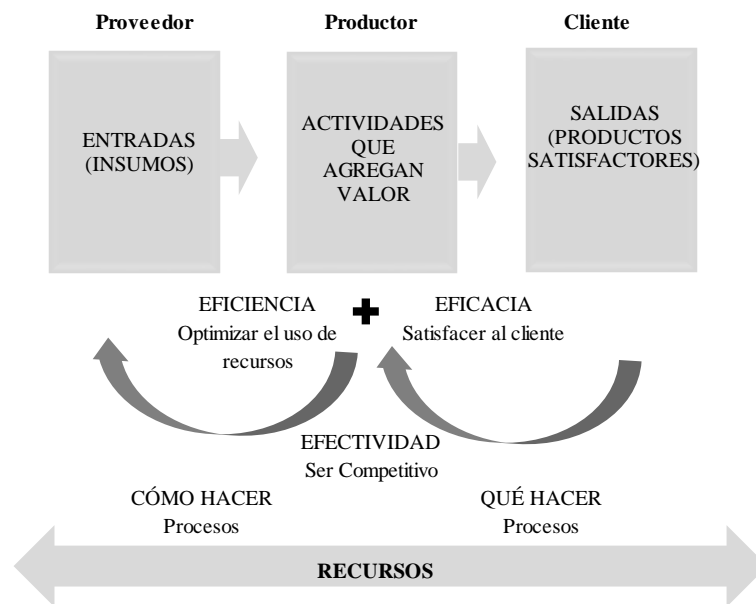 Proveedor
Productor
Cliente
ENTRADAS
(INSUMOS)
ACTIVIDADES
QUE
AGREGAN
VALOR
SALIDAS
(PRODUCTOS
SATISFACTORES)
EFICIENCIA
Optimizar el uso de
recursos
EFICACIA
Satisfacer al cliente
EFECTIVIDAD
Ser Competitivo
CÓMO HACER
Procesos
QUÉ HACER
Procesos
RECURSOS